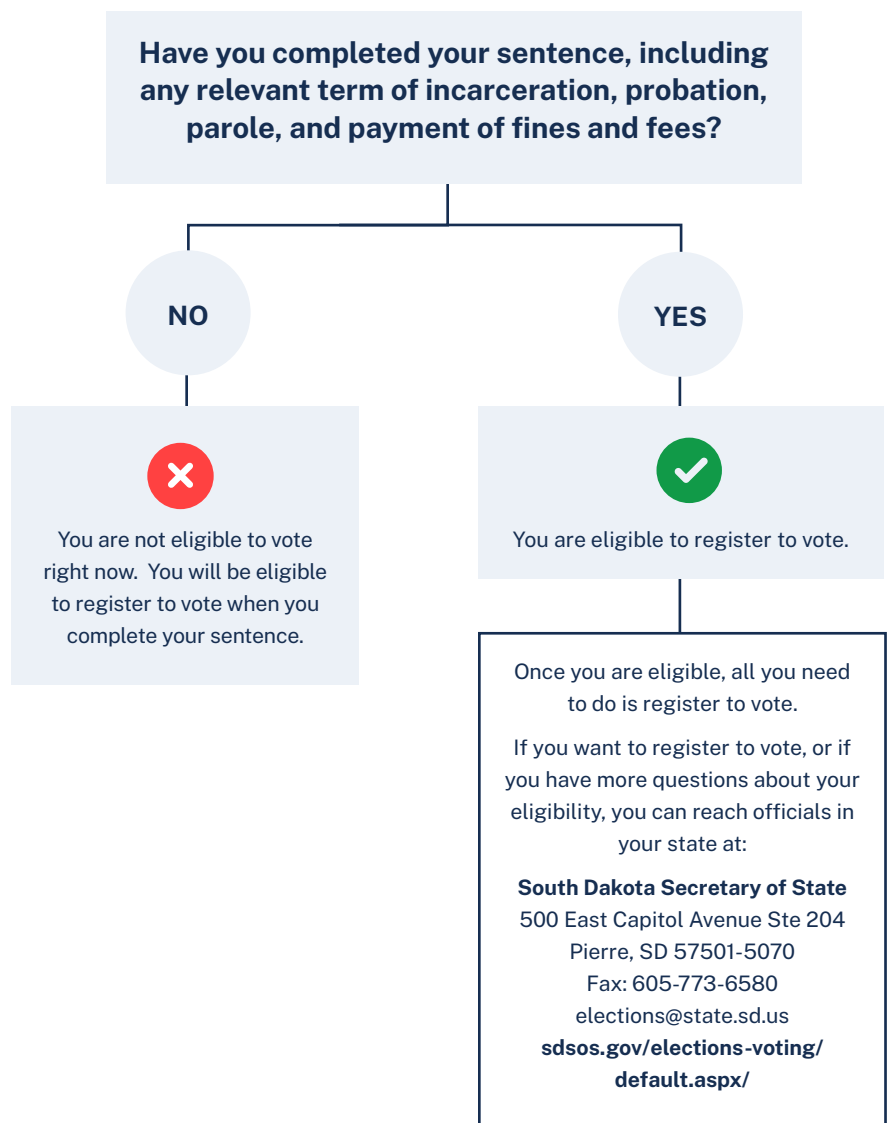 Have you completed your sentence, including
any relevant term of incarceration, probation,
parole, and payment of fines and fees?
NO
YES
You are not eligible to vote
right now.  You will be eligible
to register to vote when you
complete your sentence.
You are eligible to register to vote.
Once you are eligible, all you need
to do is register to vote.
If you want to register to vote, or if
you have more questions about your
eligibility, you can reach officials in
your state at:
South Dakota Secretary of State
500 East Capitol Avenue Ste 204
Pierre, SD 57501-5070
Fax: 605-773-6580
elections@state.sd.us
sdsos.gov/elections-voting/
default.aspx/